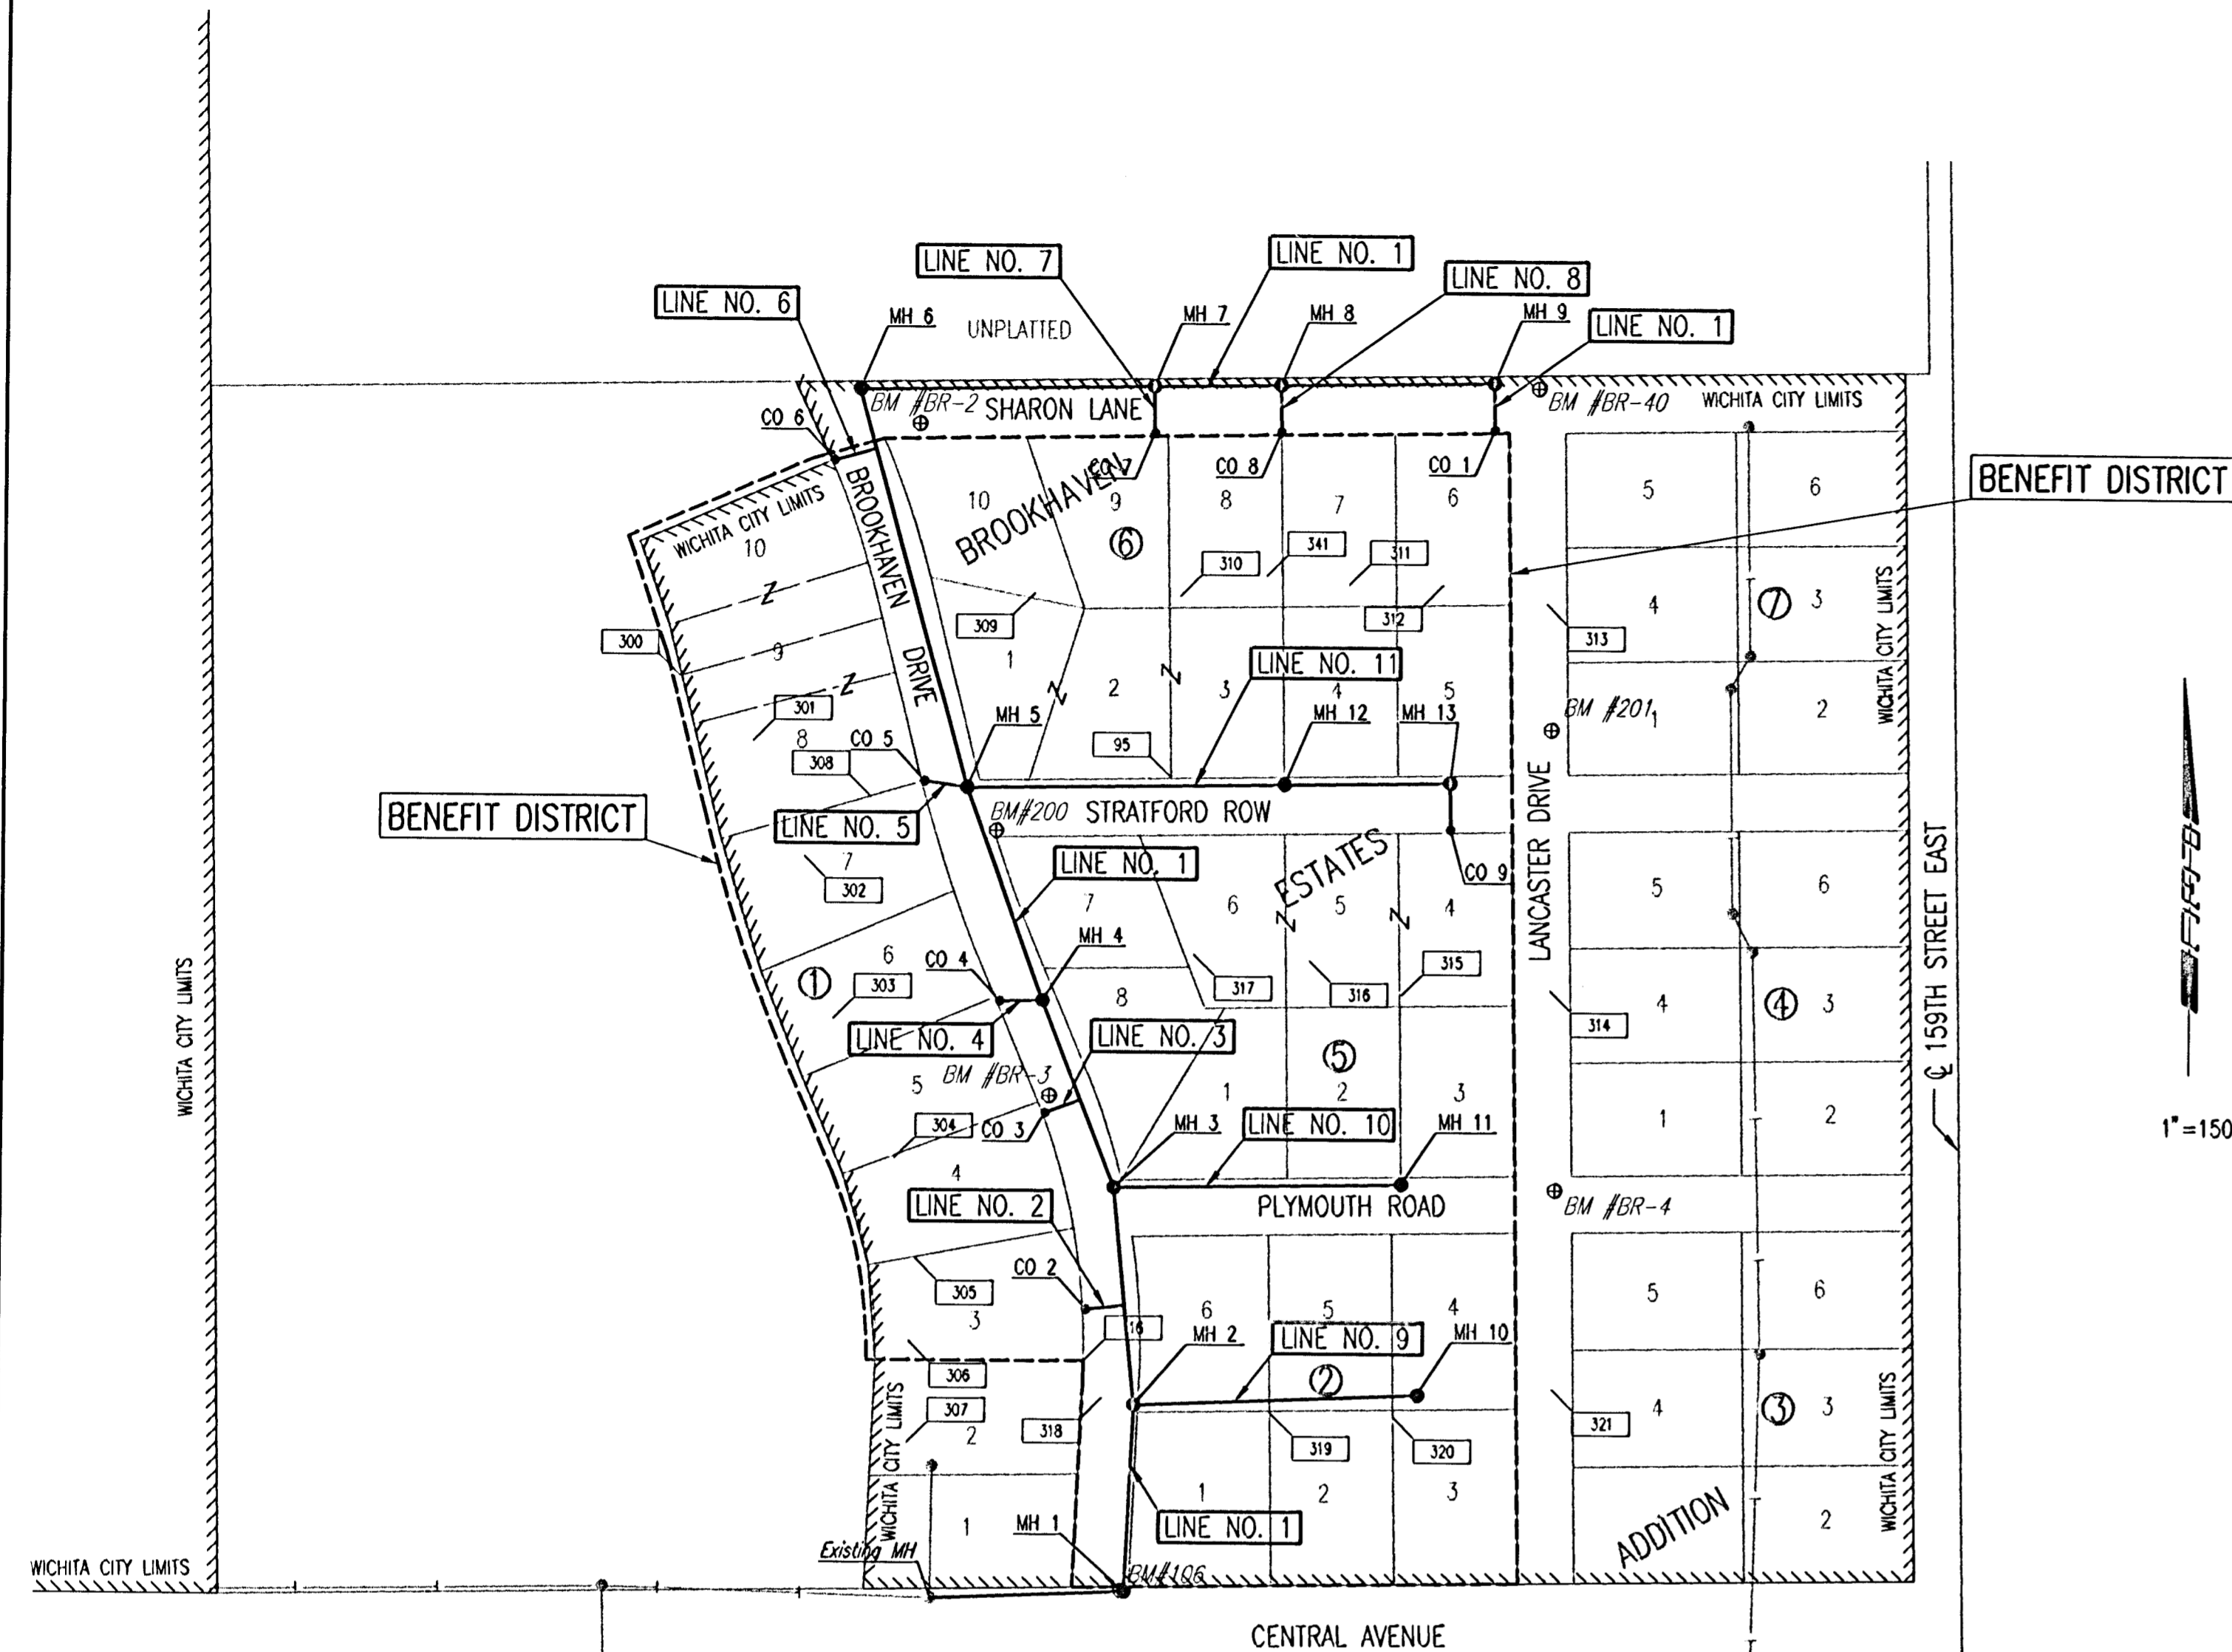 LINE NO. 7
LINE NO. 1
LINE NO. 8
LINE NO. 6
MH 6
UNPLATTED
MH 7
MH 8
MH 9
LINE NO. 1
BM #BR-2
SHARON LANE
BM #BR-40
WICHITA CITY LIMITS
CO 6
CO 7
CO 8
CO 1
BENEFIT DISTRICT
WICHITA CITY LIMITS
10
BROOKHAVEN DRIVE
10
BROOKHAVEN
9
8
7
6
5
6
6
310
341
311
309
312
300
9
1
4
7
3
313
WICHITA CITY LIMITS
LINE NO. 11
301
2
3
4
5
MH 5
MH 12
MH 13
BM #201
1
2
8
CO 5
308
95
BENEFIT DISTRICT
LINE NO. 5
BM#200
STRATFORD ROW
LANCASTER DRIVE
7
302
LINE NO. 1
ESTATES
CO 9
7
6
5
4
5
6
₵ 159TH STREET EAST
MH 4
6
CO 4
1
303
8
317
316
315
4
4
3
314
WICHITA CITY LIMITS
LINE NO. 4
LINE NO. 3
5
BM #BR-3
5
1
2
3
1
2
1"=150
304
CO 3
MH 3
LINE NO. 10
MH 11
4
LINE NO. 2
PLYMOUTH ROAD
BM #BR-4
CO 2
305
3
16
6
5
4
5
6
MH 2
LINE NO. 9
MH 10
306
307
2
318
2
319
320
321
4
3
3
WICHITA CITY LIMITS
WICHITA CITY LIMITS
1
MH 1
1
2
3
LINE NO. 1
ADDITION
2
Existing MH
BM#106
WICHITA CITY LIMITS
CENTRAL AVENUE